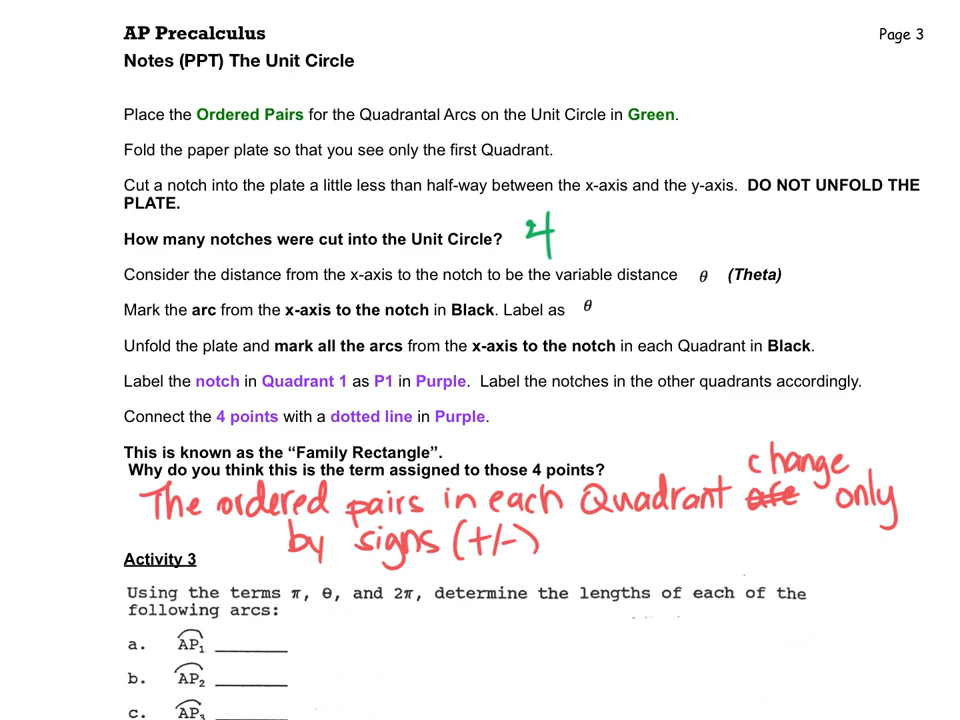 AP Precalculus
Page 3
Notes (PPT) The Unit Circle
Place the Ordered Pairs for the Quadrantal Arcs on the Unit Circle in Green.
Fold the paper plate so that you see only the first Quadrant.
Cut a notch into the plate a little less than half-way between the x-axis and the y-axis. DO NOT UNFOLD THE
PLATE.
How many notches were cut into the Unit Circle? 4
Consider the distance from the x-axis to the notch to be the variable distance θ (Theta)
Mark the arc from the x-axis to the notch in Black. Label as θ
Unfold the plate and mark all the arcs from the x-axis to the notch in each Quadrant in Black.
Label the notch in Quadrant 1 as P1 in Purple. Label the notches in the other quadrants accordingly.
Connect the 4 points with a dotted line in Purple.
This is known as the “Family Rectangle”.
Why do you think this is the term assigned to those 4 points?
change
The ordered pairs in each Quadrant are only
by signs (+/-)
Activity 3
Using the terms π, θ, and 2π, determine the lengths of each of the
following arcs:
a. AP₁ ________
b. AP₂ ________
c. AP₃ ________